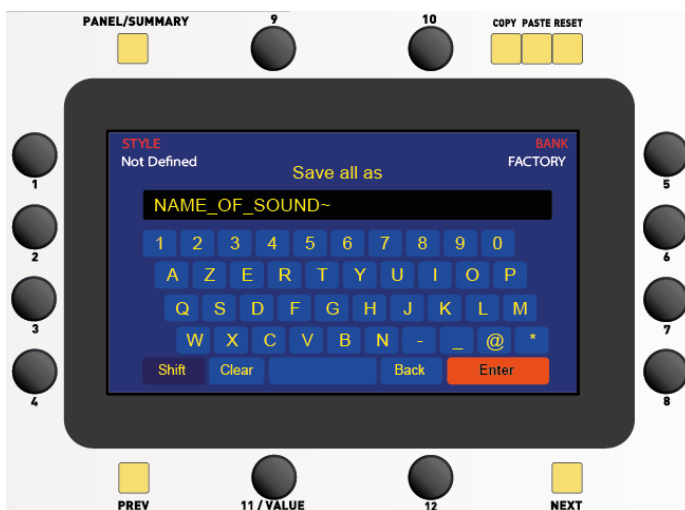 PANEL/SUMMARY 9 10 COPY PASTE RESET
STYLE BANK
Not Defined FACTORY
Save all as
1 5
NAME_OF_SOUND~
1 2 3 4 5 6 7 8 9 0
2 6
A Z E R T Y U I O P
Q S D F G H J K L M
3 7
W X C V B N - _ @ *
Shift Clear Back Enter
4 8
PREV 11 / VALUE 12 NEXT